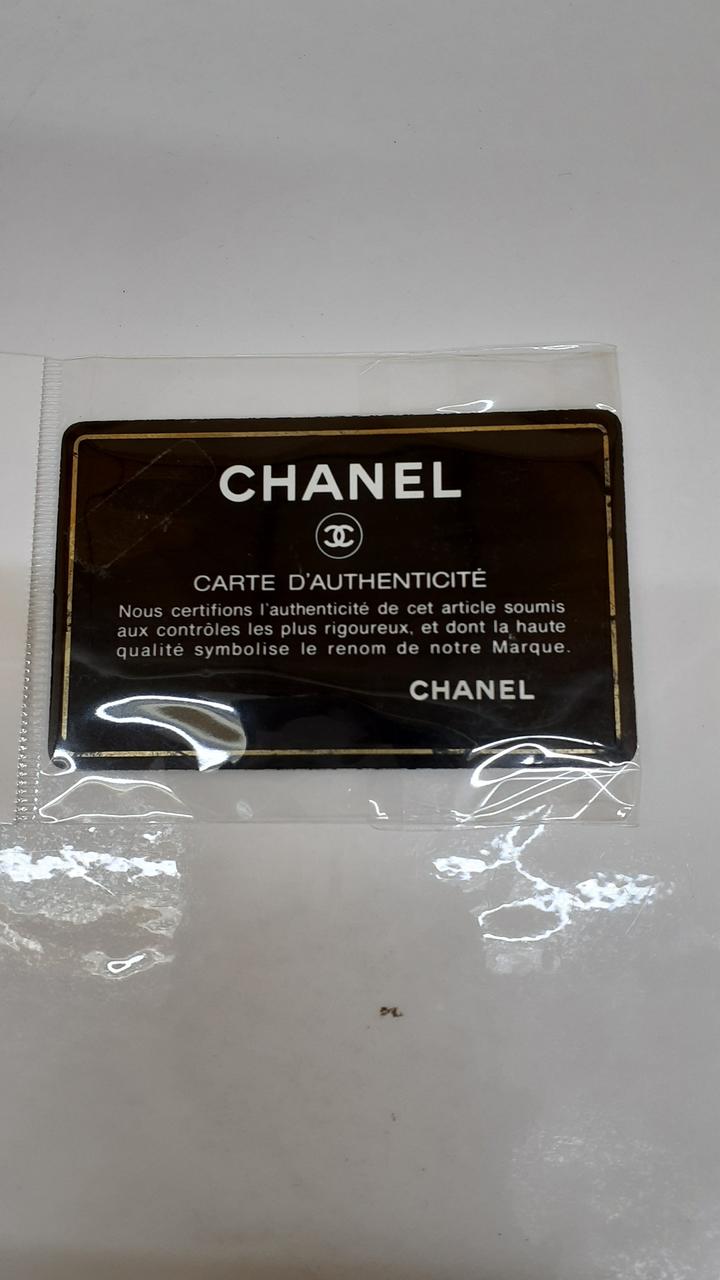 CHANEL
CARTE D'AUTHENTICITÉ
Nous certifions l'authenticité de cet article soumis
aux contrôles les plus rigoureux, et dont la haute
qualité symbolise le renom de notre Marque.
CHANEL